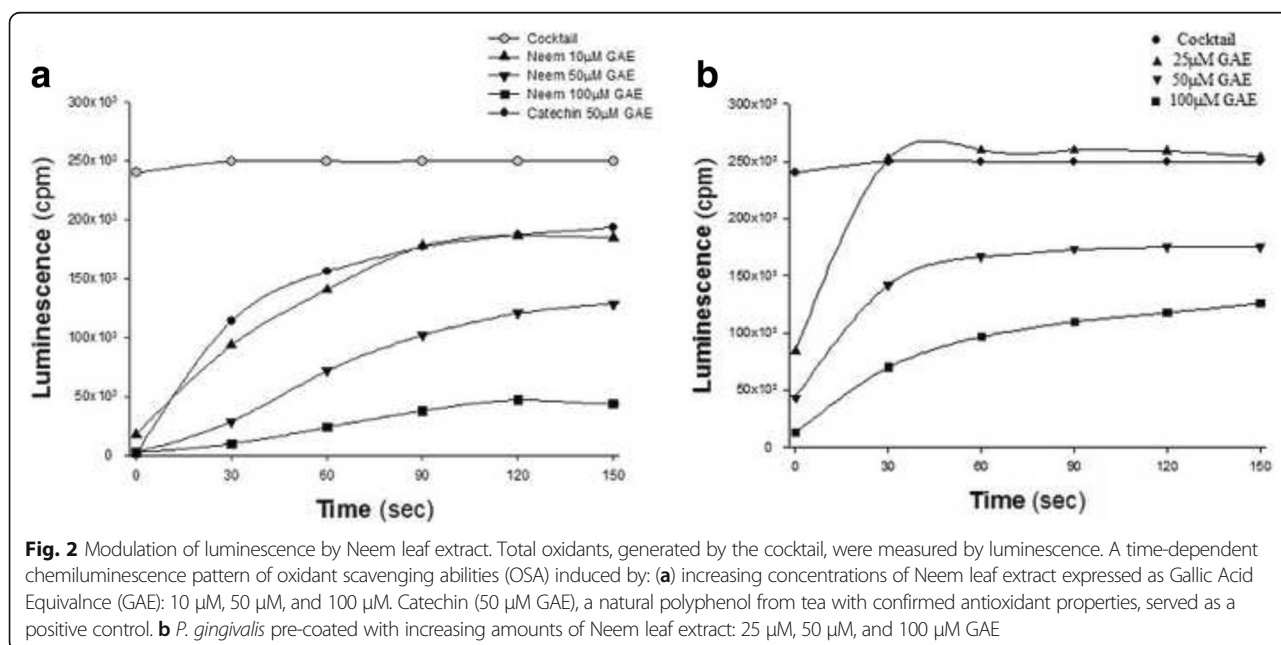 a
Cocktail
Neem 10µM GAE
Neem 50µM GAE
Neem 100µM GAE
Catechin 50µM GAE
Luminescence (cpm)
300x10³
250x10³
200x10³
150x10³
100x10³
50x10³
0
0 30 60 90 120 150
Time (sec)
b
Cocktail
25µM GAE
50µM GAE
100µM GAE
Luminescence (cpm)
300x10³
250x10³
200x10³
150x10³
100x10³
50x10³
0
0 30 60 90 120 150
Time (sec)
Fig. 2 Modulation of luminescence by Neem leaf extract. Total oxidants, generated by the cocktail, were measured by luminescence. A time-dependent
chemiluminescence pattern of oxidant scavenging abilities (OSA) induced by: (a) increasing concentrations of Neem leaf extract expressed as Gallic Acid
Equivalnce (GAE): 10 µM, 50 µM, and 100 µM. Catechin (50 µM GAE), a natural polyphenol from tea with confirmed antioxidant properties, served as a
positive control. b P. gingivalis pre-coated with increasing amounts of Neem leaf extract: 25 µM, 50 µM, and 100 µM GAE